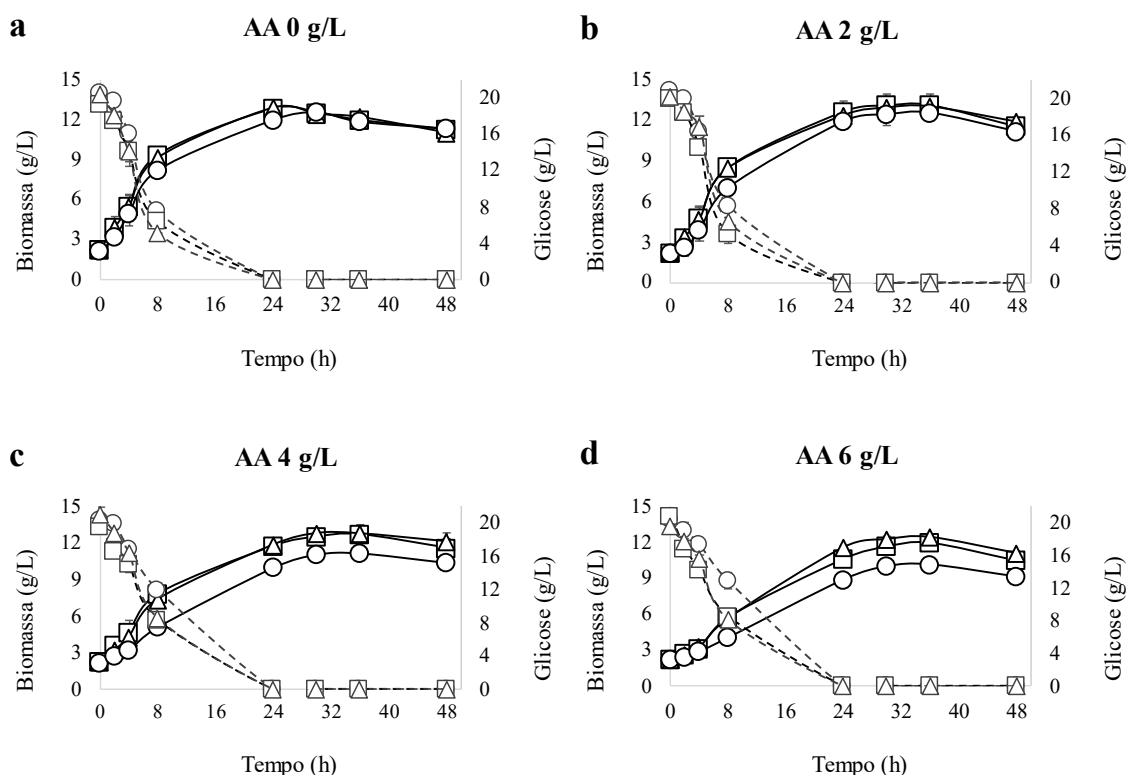 a
AA 0 g/L
15
12
9
6
3
0
Biomassa (g/L)
20
16
12
8
4
0
Glicose (g/L)
0 8 16 24 32 40 48
Tempo (h)
b
AA 2 g/L
15
12
9
6
3
0
Biomassa (g/L)
20
16
12
8
4
0
Glicose (g/L)
0 8 16 24 32 40 48
Tempo (h)
c
AA 4 g/L
15
12
9
6
3
0
Biomassa (g/L)
20
16
12
8
4
0
Glicose (g/L)
0 8 16 24 32 40 48
Tempo (h)
d
AA 6 g/L
15
12
9
6
3
0
Biomassa (g/L)
20
16
12
8
4
0
Glicose (g/L)
0 8 16 24 32 40 48
Tempo (h)